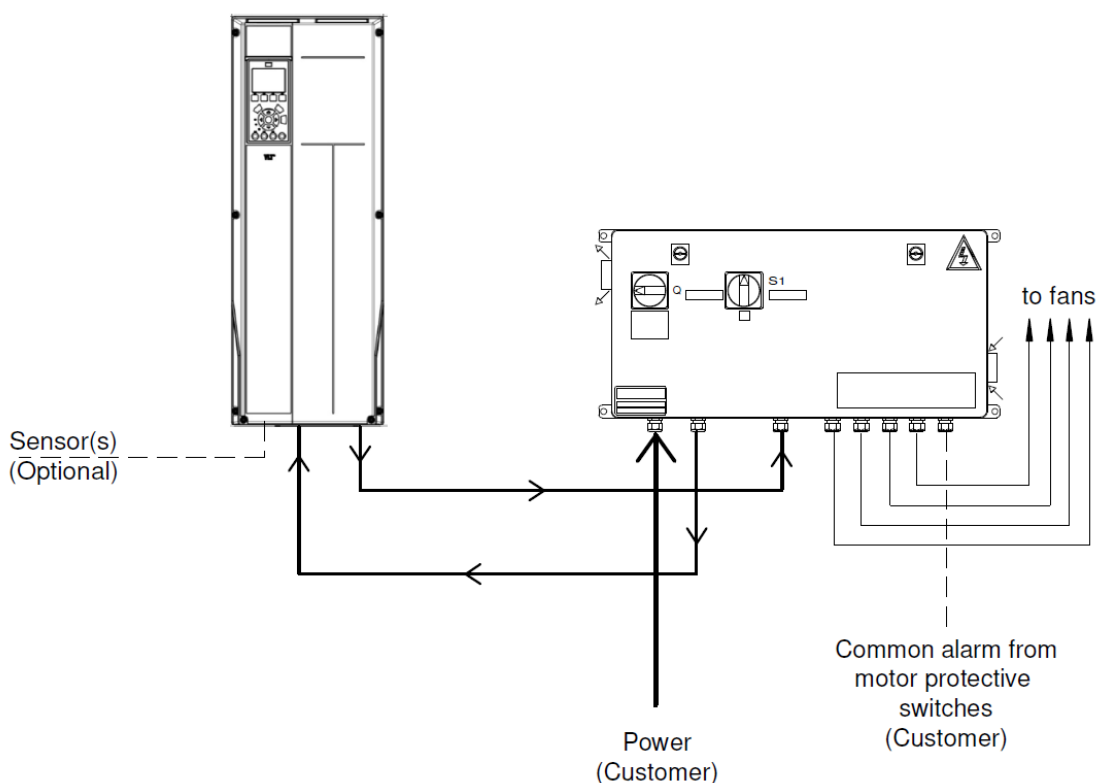 Q
S1
to fans
Sensor(s)
(Optional)
Common alarm from
motor protective
switches
(Customer)
Power
(Customer)